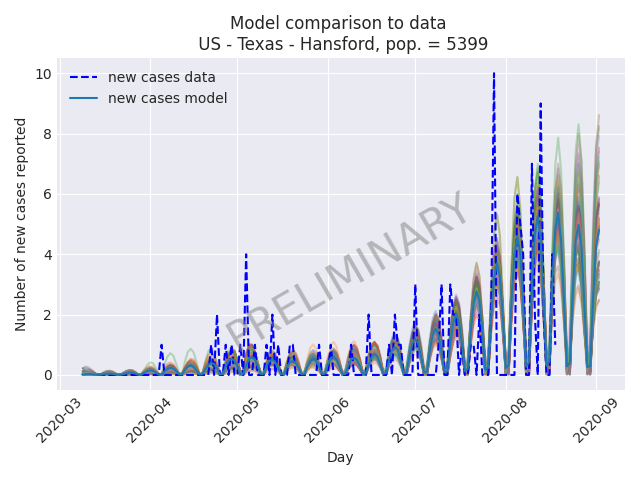 Model comparison to data
US - Texas - Hansford, pop. = 5399
new cases data
new cases model
PRELIMINARY
Number of new cases reported
10
8
6
4
2
0
2020-03
2020-04
2020-05
2020-06
2020-07
2020-08
2020-09
Day